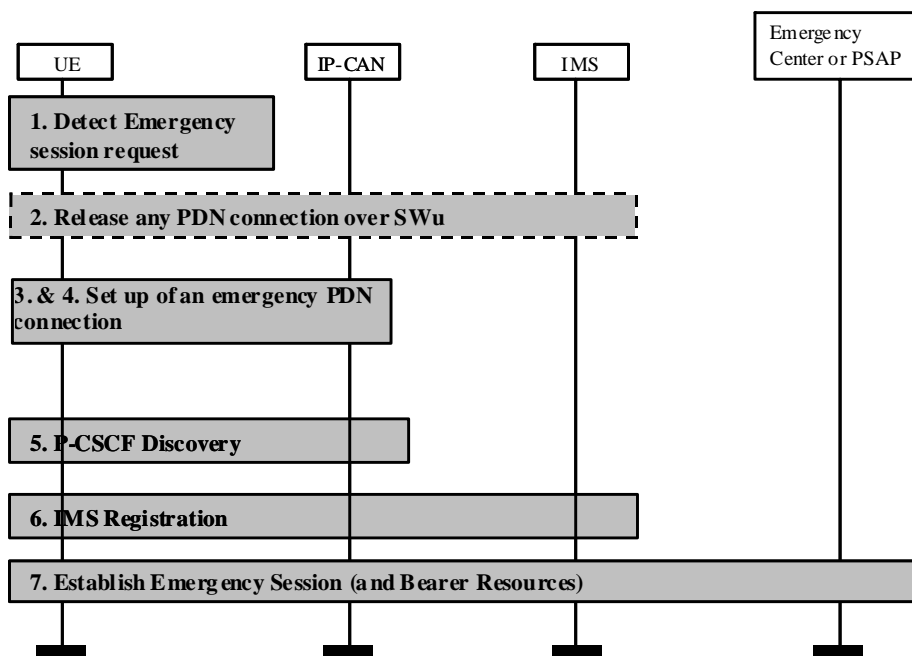 UE
IP-CAN
IMS
Emergency
Center or PSAP
1. Detect Emergency
session request
2. Release any PDN connection over SWu
3. & 4. Set up of an emergency PDN
connection
5. P-CSCF Discovery
6. IMS Registration
7. Establish Emergency Session (and Bearer Resources)